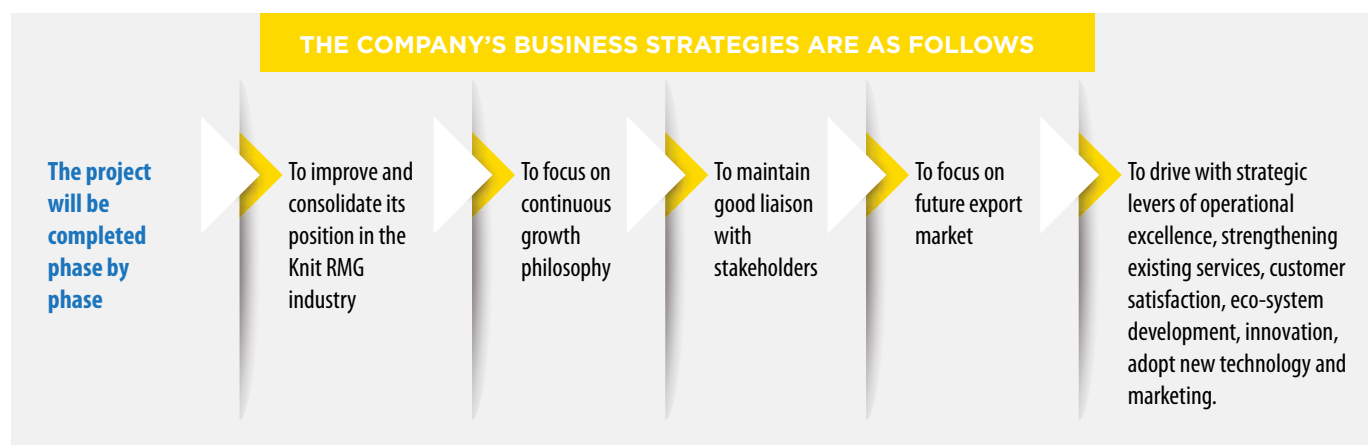 THE COMPANY’S BUSINESS STRATEGIES ARE AS FOLLOWS
The project
will be
completed
phase by
phase
To improve and
consolidate its
position in the
Knit RMG
industry
To focus on
continuous
growth
philosophy
To maintain
good liaison
with
stakeholders
To focus on
future export
market
To drive with strategic
levers of operational
excellence, strengthening
existing services, customer
satisfaction, eco-system
development, innovation,
adopt new technology and
marketing.